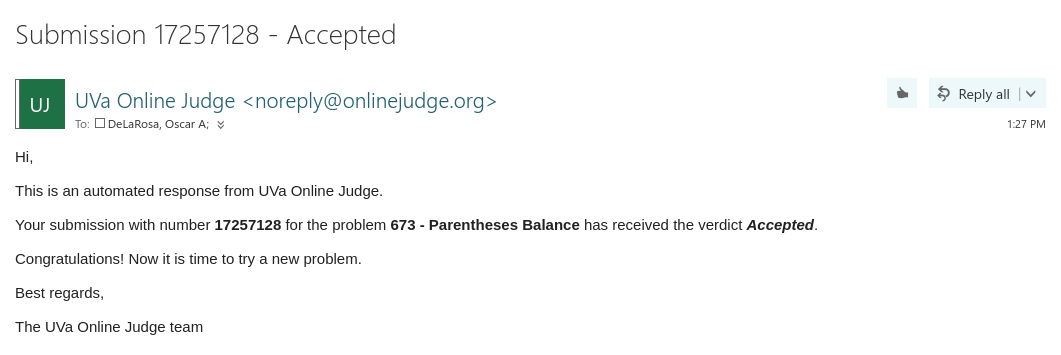 Submission 17257128 - Accepted
UJ
UVa Online Judge <noreply@onlinejudge.org>
Reply all
To: DeLaRosa, Oscar A;
1:27 PM
Hi,
This is an automated response from UVa Online Judge.
Your submission with number 17257128 for the problem 673 - Parentheses Balance has received the verdict Accepted.
Congratulations! Now it is time to try a new problem.
Best regards,
The UVa Online Judge team